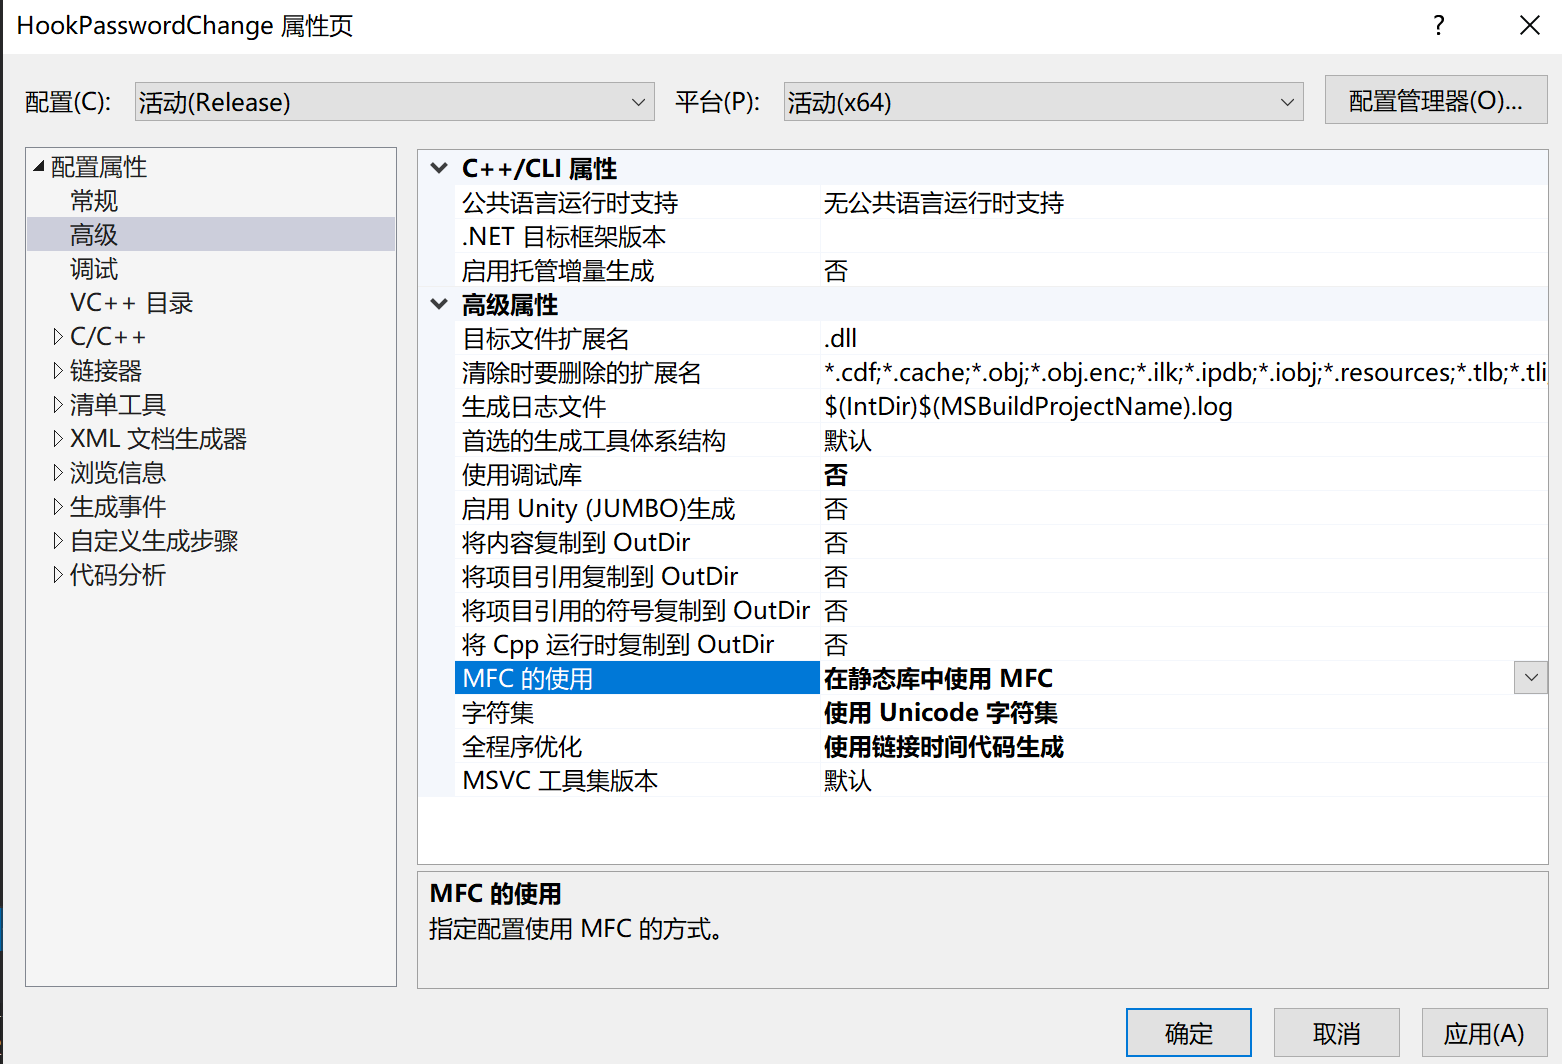 HookPasswordChange 属性页
?
配置(C): 活动(Release) 平台(P): 活动(x64) 配置管理器(O)...
配置属性
常规
高级
调试
VC++ 目录
C/C++
链接器
清单工具
XML 文档生成器
浏览信息
生成事件
自定义生成步骤
代码分析
C++/CLI 属性
公共语言运行时支持 无公共语言运行时支持
.NET 目标框架版本
启用托管增量生成 否
高级属性
目标文件扩展名 .dll
清除时要删除的扩展名 *.cdf;*.cache;*.obj;*.obj.enc;*.ilk;*.ipdb;*.iobj;*.resources;*.tlb;*.tli;
生成日志文件 $(IntDir)$(MSBuildProjectName).log
首选的生成工具体系结构 默认
使用调试库 否
启用 Unity (JUMBO)生成 否
将内容复制到 OutDir 否
将项目引用复制到 OutDir 否
将项目引用的符号复制到 OutDir 否
将 Cpp 运行时复制到 OutDir 否
MFC 的使用 在静态库中使用 MFC
字符集 使用 Unicode 字符集
全程序优化 使用链接时间代码生成
MSVC 工具集版本 默认
MFC 的使用
指定配置使用 MFC 的方式。
确定 取消 应用(A)